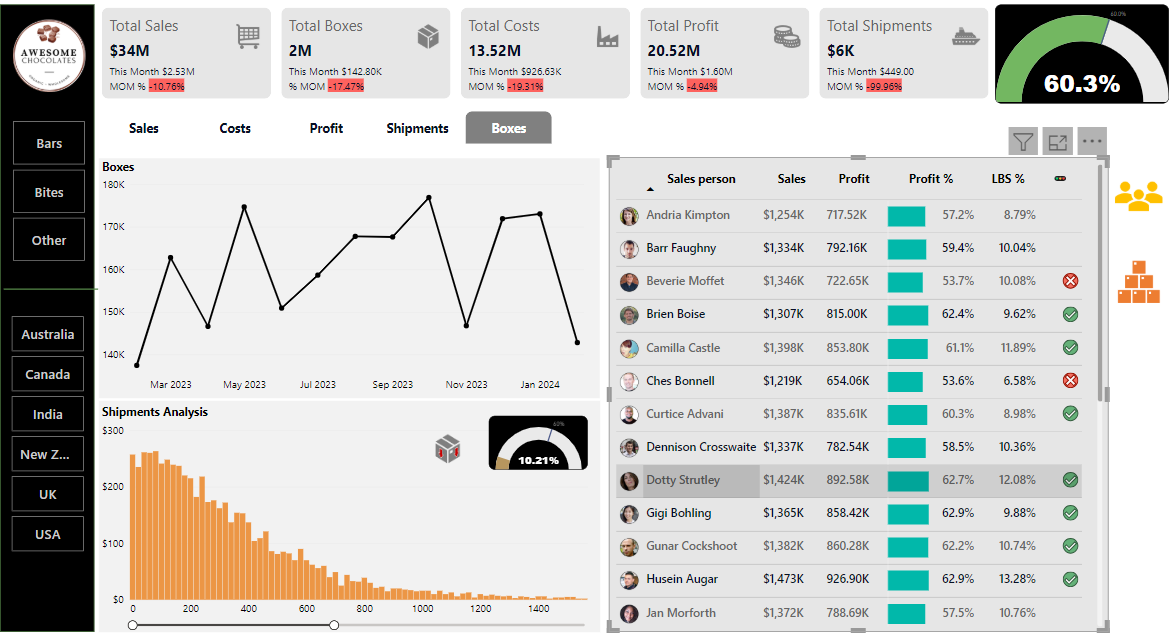 AWESOME
CHOCOLATES
Bars
Bites
Other
Australia
Canada
India
New Z...
UK
USA
Total Sales
$34M
This Month $2.53M
MOM % -10.76%
Total Boxes
2M
This Month $142.80K
% MOM -17.47%
Total Costs
13.52M
This Month $926.63K
MOM % -19.31%
Total Profit
20.52M
This Month $1.60M
MOM % -4.94%
Total Shipments
$6K
This Month $449.00
MOM % -99.96%
60.0%
60.3%
Sales Costs Profit Shipments Boxes
Boxes
180K
170K
160K
150K
140K
Mar 2023 May 2023 Jul 2023 Sep 2023 Nov 2023 Jan 2024
Shipments Analysis
$300
$200
$100
$0
0 200 400 600 800 1000 1200 1400
60%
10.21%
Sales person Sales Profit Profit % LBS %
Andria Kimpton $1,254K 717.52K 57.2% 8.79%
Barr Faughny $1,334K 792.16K 59.4% 10.04%
Beverie Moffet $1,346K 722.65K 53.7% 10.08%
Brien Boise $1,307K 815.00K 62.4% 9.62%
Camilla Castle $1,398K 853.80K 61.1% 11.89%
Ches Bonnell $1,219K 654.06K 53.6% 6.58%
Curtice Advani $1,387K 835.61K 60.3% 8.98%
Dennison Crosswaite $1,337K 782.54K 58.5% 10.36%
Dotty Strutley $1,424K 892.58K 62.7% 12.08%
Gigi Bohling $1,365K 858.42K 62.9% 9.88%
Gunar Cockshoot $1,382K 860.28K 62.2% 10.74%
Husein Augar $1,473K 926.90K 62.9% 13.28%
Jan Morforth $1,372K 788.69K 57.5% 10.76%